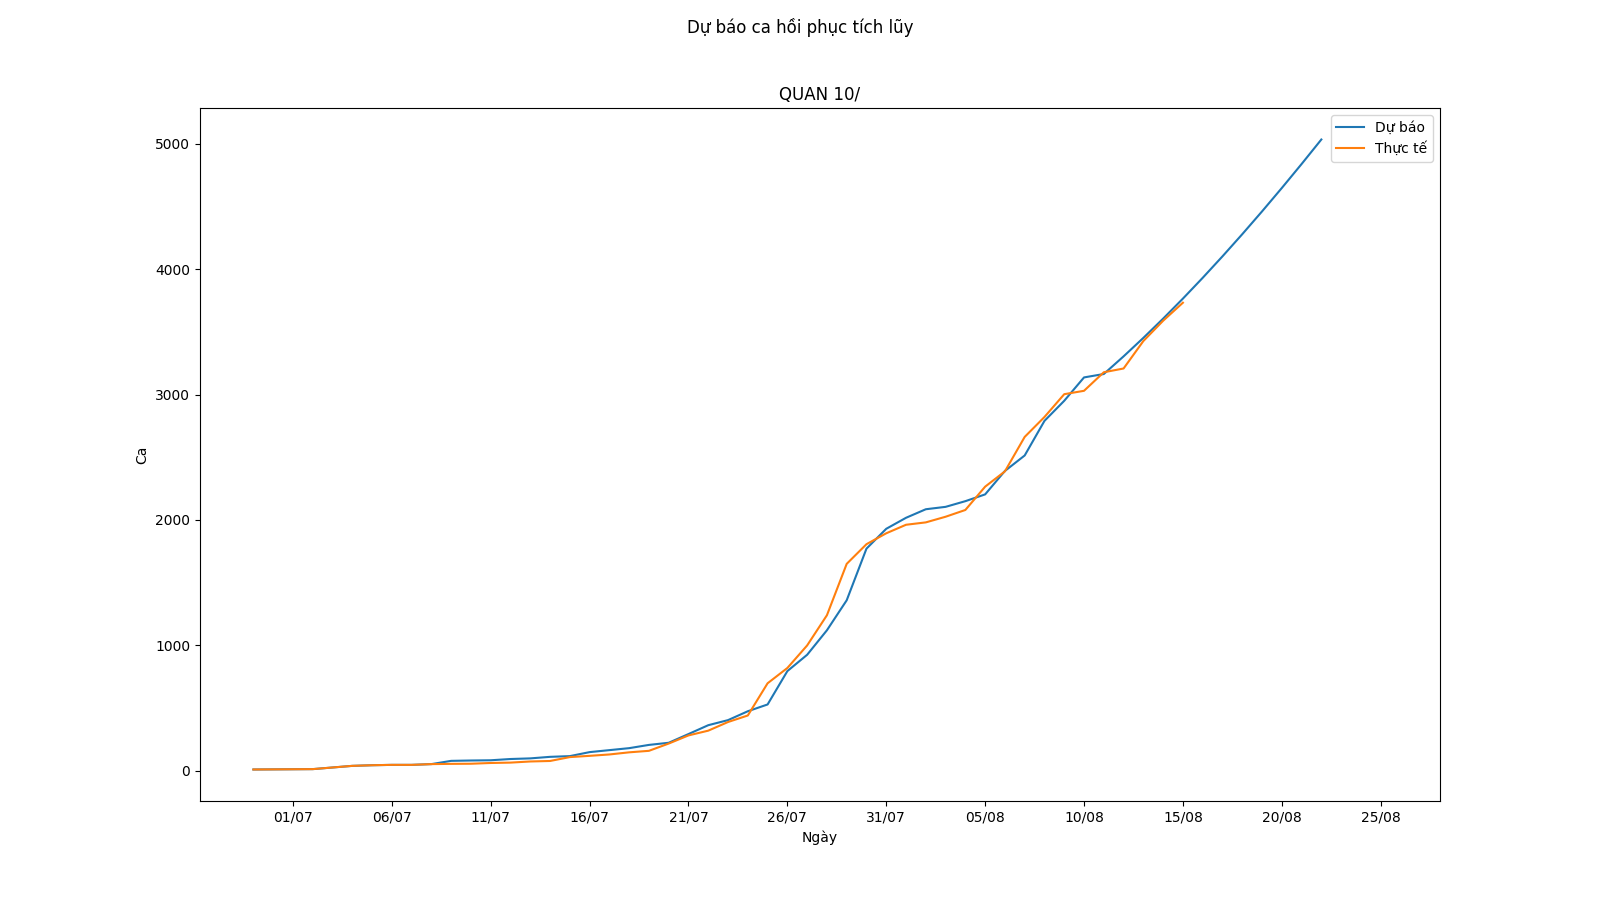 Dự báo ca hồi phục tích lũy
QUAN 10/
Dự báo
Thực tế
5000
4000
3000
2000
1000
0
Ca
01/07 06/07 11/07 16/07 21/07 26/07 31/07 05/08 10/08 15/08 20/08 25/08
Ngày